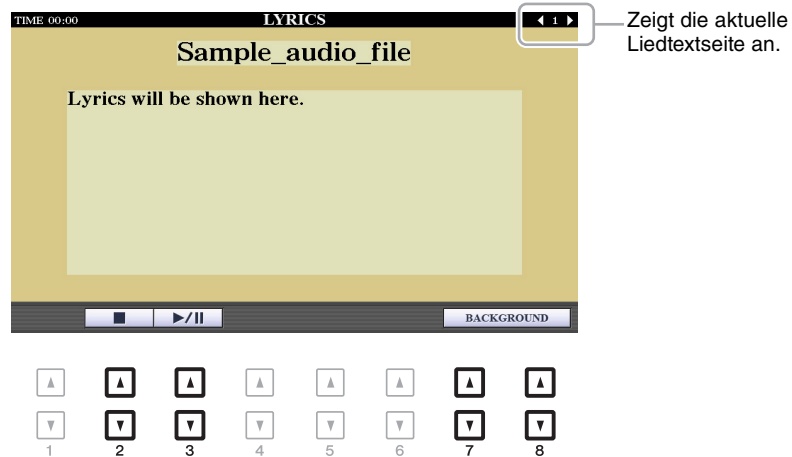 TIME 00:00 LYRICS 1
Zeigt die aktuelle
Liedtextseite an.
Sample_audio_file
Lyrics will be shown here.
BACKGROUND
1 2 3 4 5 6 7 8